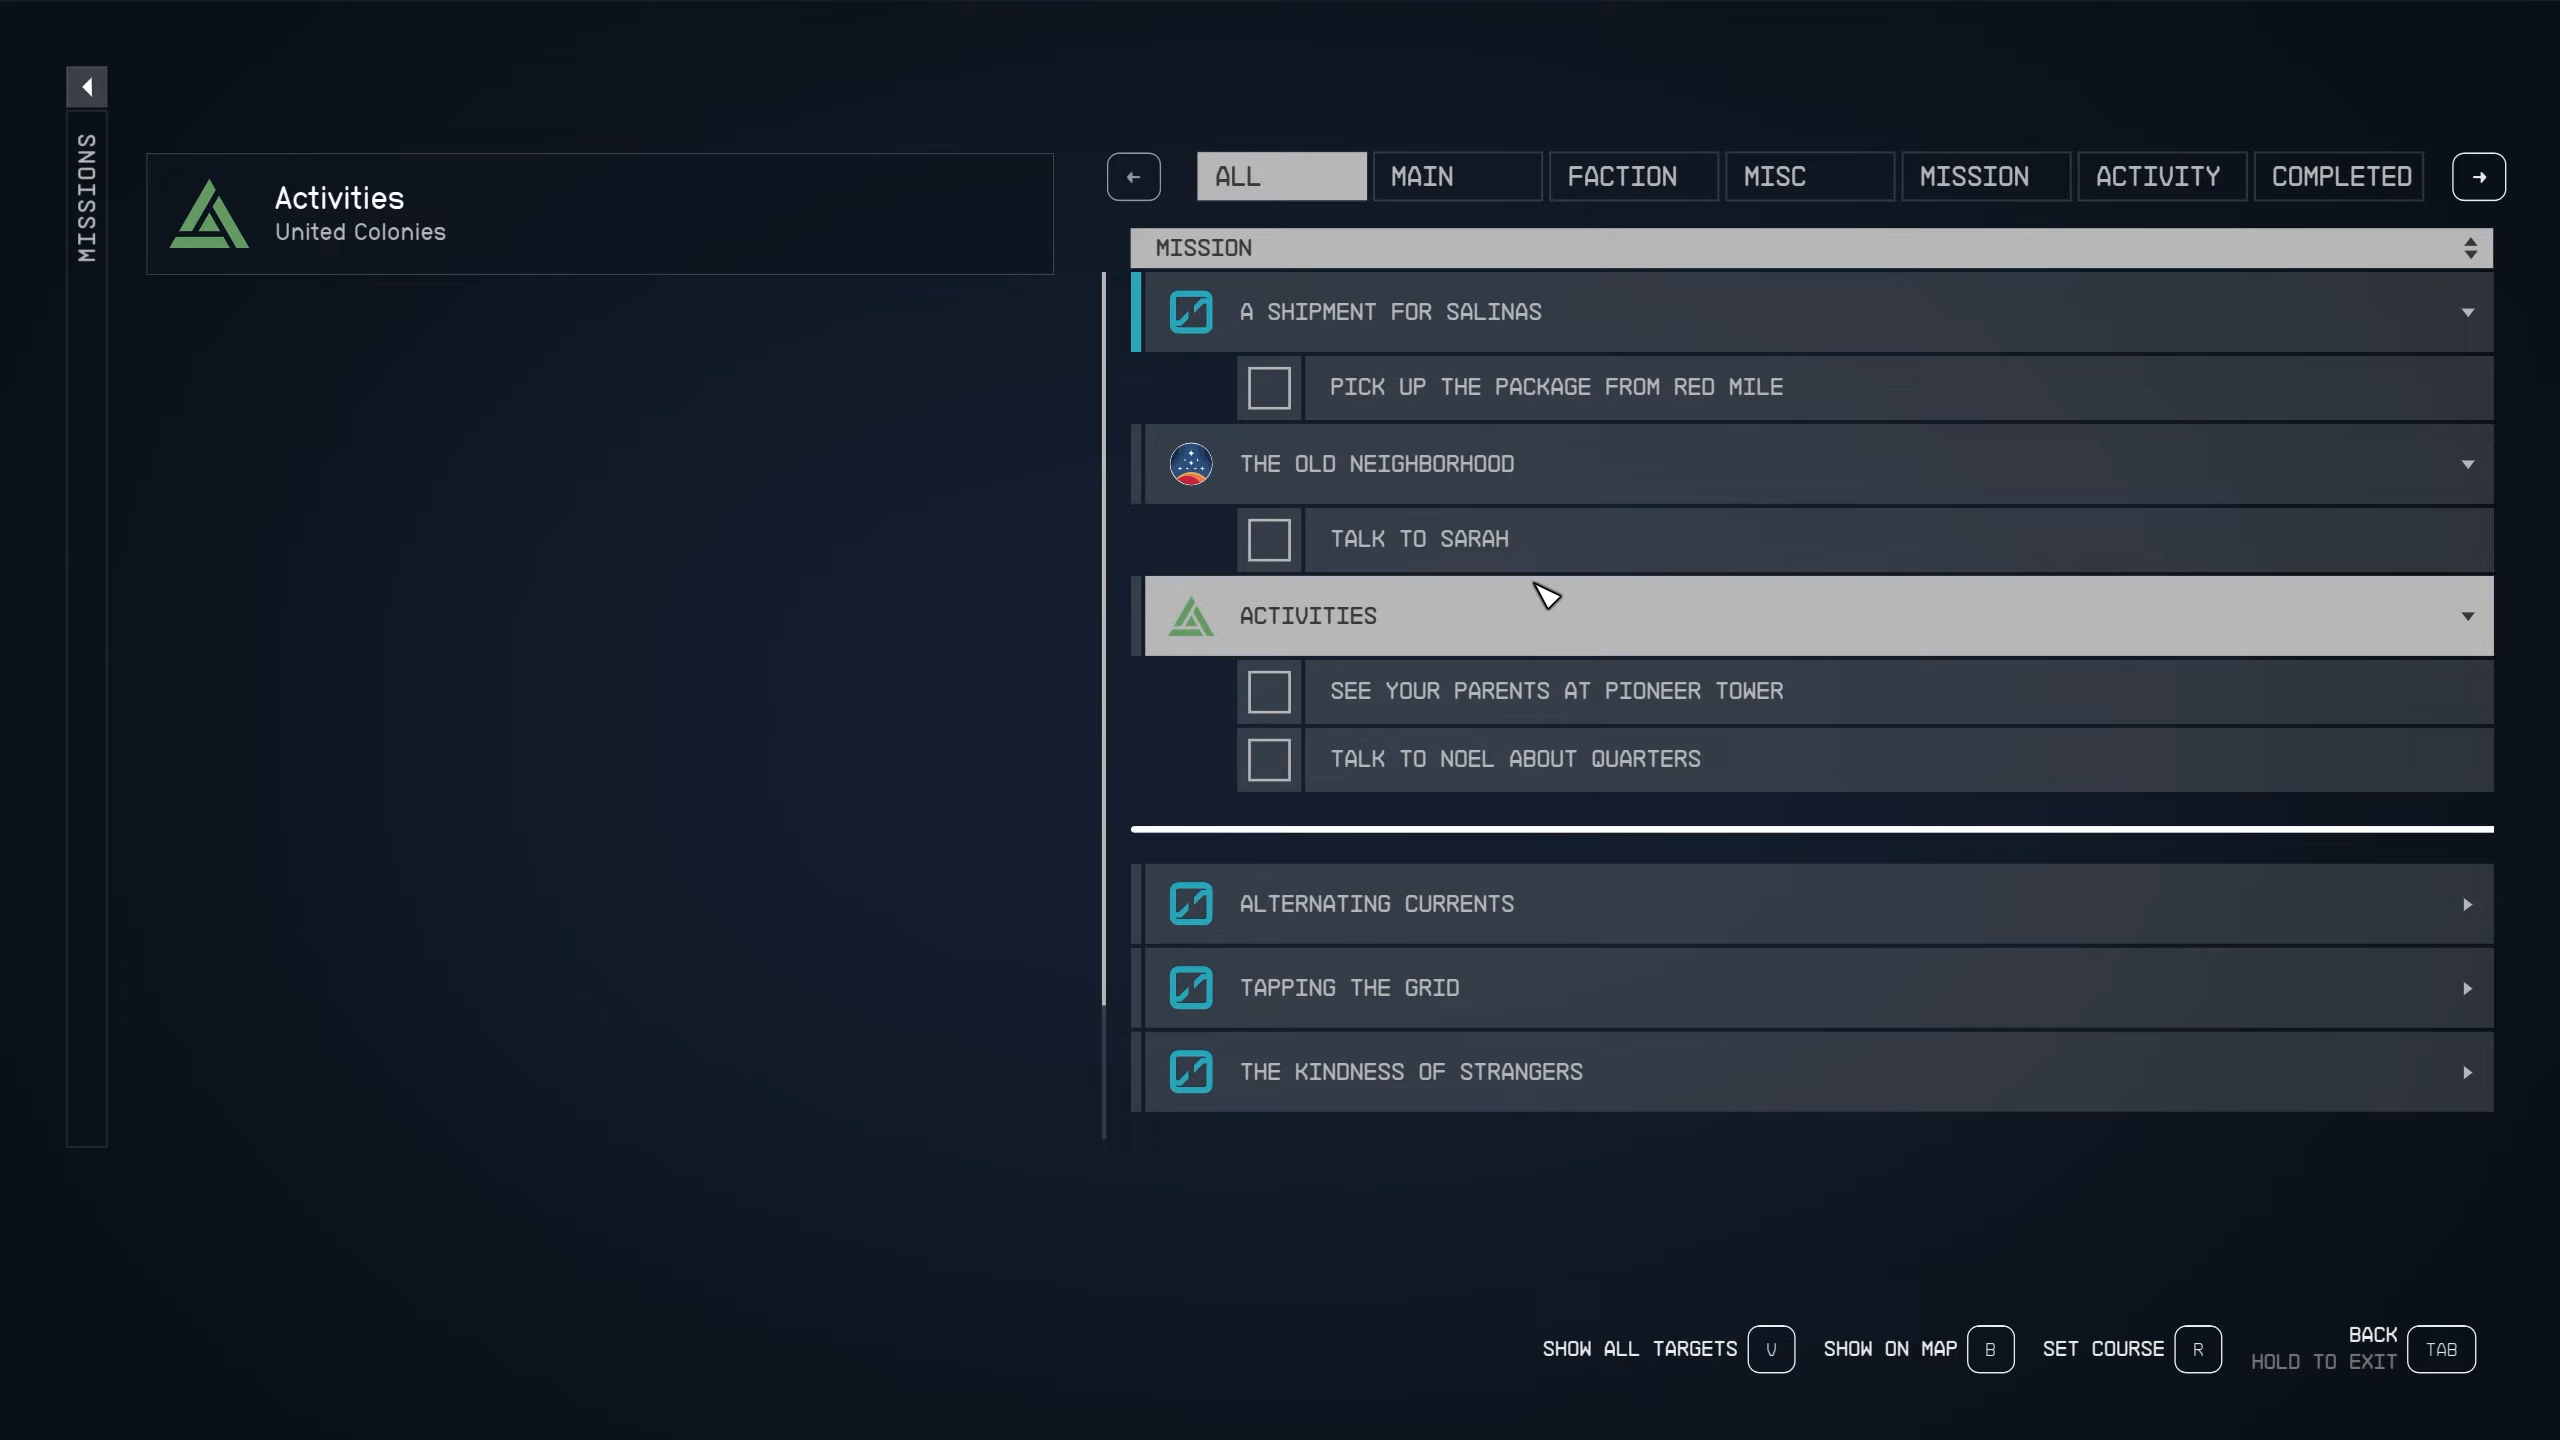 MISSIONS
Activities
United Colonies
ALL
MAIN
FACTION
MISC
MISSION
ACTIVITY
COMPLETED
MISSION
A SHIPMENT FOR SALINAS
PICK UP THE PACKAGE FROM RED MILE
THE OLD NEIGHBORHOOD
TALK TO SARAH
ACTIVITIES
SEE YOUR PARENTS AT PIONEER TOWER
TALK TO NOEL ABOUT QUARTERS
ALTERNATING CURRENTS
TAPPING THE GRID
THE KINDNESS OF STRANGERS
SHOW ALL TARGETS V
SHOW ON MAP B
SET COURSE R
BACK
HOLD TO EXIT
TAB